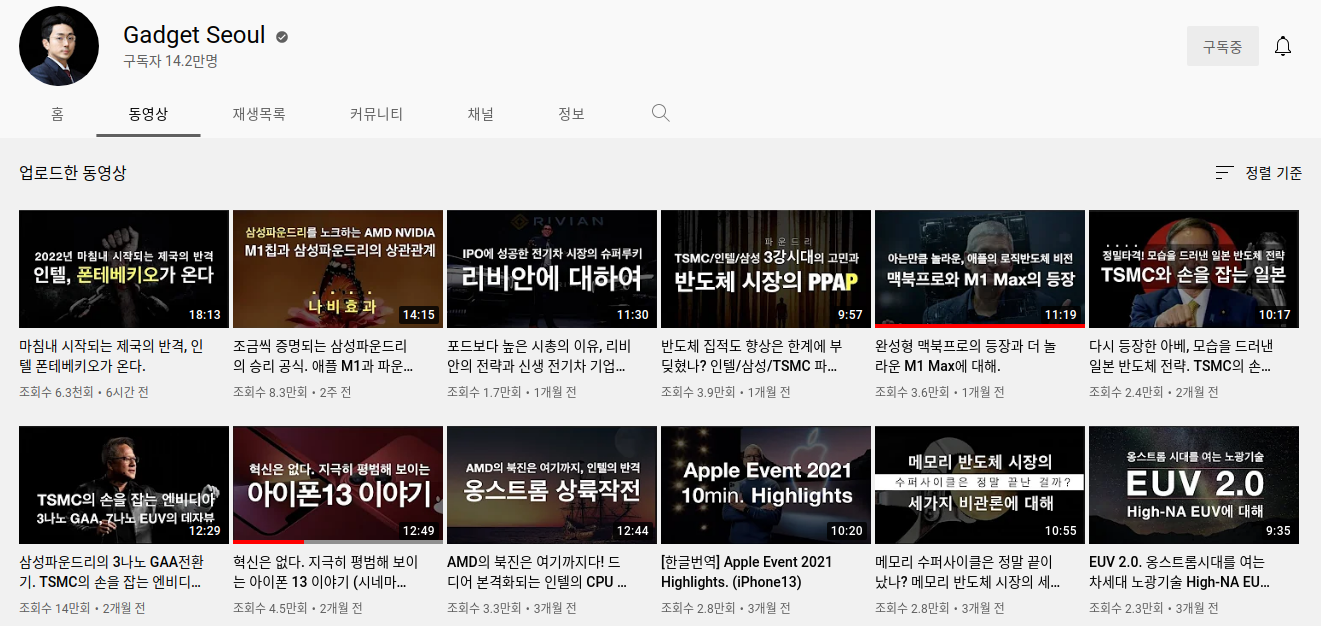 Gadget Seoul
구독자 14.2만명
구독중
홈
동영상
재생목록
커뮤니티
채널
정보
업로드한 동영상
정렬 기준
2022년 마침내 시작되는 제국의 반격
인텔, 폰테베키오가 온다
18:13
마침내 시작되는 제국의 반격, 인
텔 폰테베키오가 온다.
조회수 6.3천회 • 6시간 전
삼성파운드리를 노크하는 AMD NVIDIA
M1칩과 삼성파운드리의 상관관계
나비효과
14:15
조금씩 증명되는 삼성파운드리
의 승리 공식. 애플 M1과 파운...
조회수 8.3만회 • 2주 전
RIVIAN
IPO에 성공한 전기차 시장의 슈퍼루키
리비안에 대하여
11:30
포드보다 높은 시총의 이유, 리비
안의 전략과 신생 전기차 기업...
조회수 1.7만회 • 1개월 전
파운드리
TSMC/인텔/삼성 3강시대의 고민과
반도체 시장의 PPAP
9:57
반도체 집적도 향상은 한계에 부
딪혔나? 인텔/삼성/TSMC 파...
조회수 3.9만회 • 1개월 전
아는만큼 놀라운, 애플의 로직반도체 비전
맥북프로와 M1 Max의 등장
11:19
완성형 맥북프로의 등장과 더 놀
라운 M1 Max에 대해.
조회수 3.6만회 • 1개월 전
정밀타격! 모습을 드러낸 일본 반도체 전략
TSMC와 손을 잡는 일본
10:17
다시 등장한 아베, 모습을 드러낸
일본 반도체 전략. TSMC의 손...
조회수 2.4만회 • 2개월 전
TSMC의 손을 잡는 엔비디아
3나노 GAA, 7나노 EUV의 데자뷰
12:29
삼성파운드리의 3나노 GAA전환
기. TSMC의 손을 잡는 엔비디...
조회수 14만회 • 2개월 전
혁신은 없다. 지극히 평범해 보이는
아이폰13 이야기
12:49
혁신은 없다. 지극히 평범해 보이
는 아이폰 13 이야기 (시네마...
조회수 4.5만회 • 2개월 전
AMD의 북진은 여기까지, 인텔의 반격
옹스트롬 상륙작전
12:44
AMD의 북진은 여기까지다! 드
디어 본격화되는 인텔의 CPU ...
조회수 3.3만회 • 3개월 전
Apple Event 2021
10min. Highlights
10:20
[한글번역] Apple Event 2021
Highlights. (iPhone13)
조회수 2.8만회 • 3개월 전
메모리 반도체 시장의
수퍼사이클은 정말 끝난 걸까?
세가지 비관론에 대해
10:55
메모리 수퍼사이클은 정말 끝이
났나? 메모리 반도체 시장의 세...
조회수 2.8만회 • 3개월 전
옹스트롬 시대를 여는 노광기술
EUV 2.0
High-NA EUV에 대해
9:35
EUV 2.0. 옹스트롬시대를 여는
차세대 노광기술 High-NA EU...
조회수 2.3만회 • 3개월 전